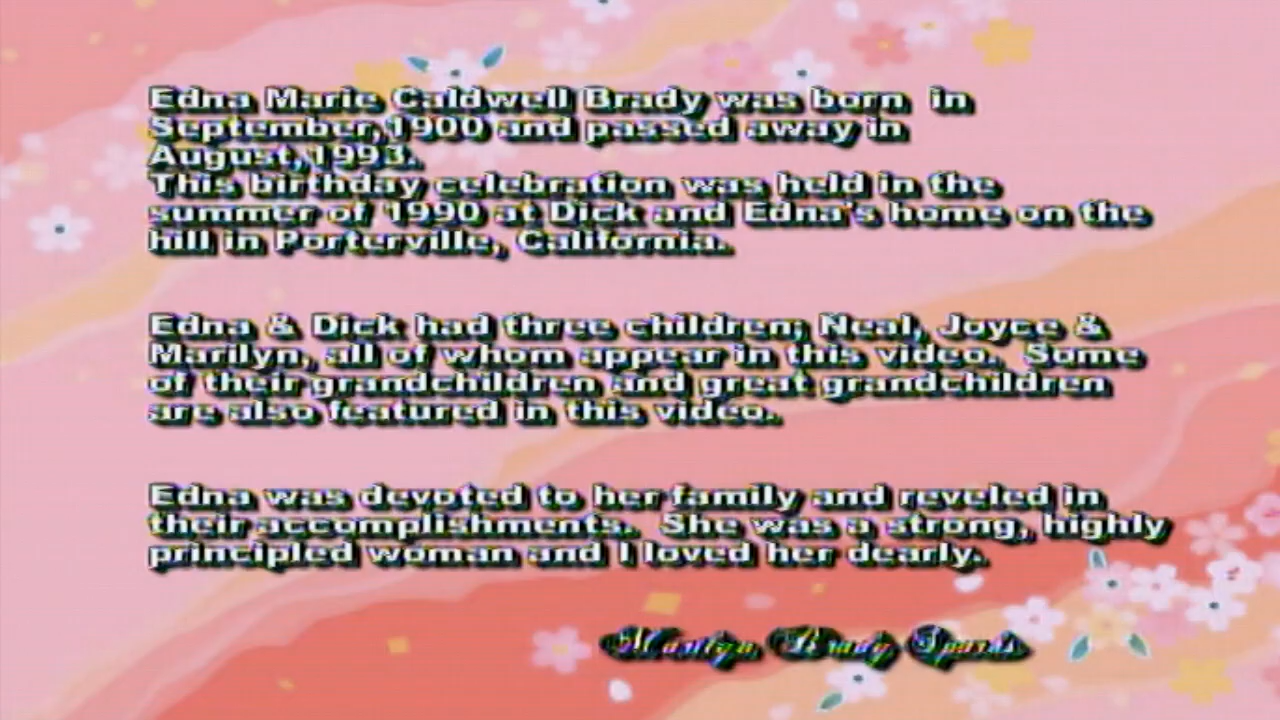 Edna Marie Caldwell Brady was born  in
September,1900 and passed away in
August,1993.
This birthday celebration was held in the
summer of 1990 at Dick and Edna's home on the
hill in Porterville, California.
Edna & Dick had three children; Neal, Joyce &
Marilyn, all of whom appear in this video.  Some
of their grandchildren and great grandchildren
are also featured in this video.
Edna was devoted to her family and reveled in
their accomplishments.  She was a strong, highly
principled woman and I loved her dearly.
Marilyn Brady Sparks